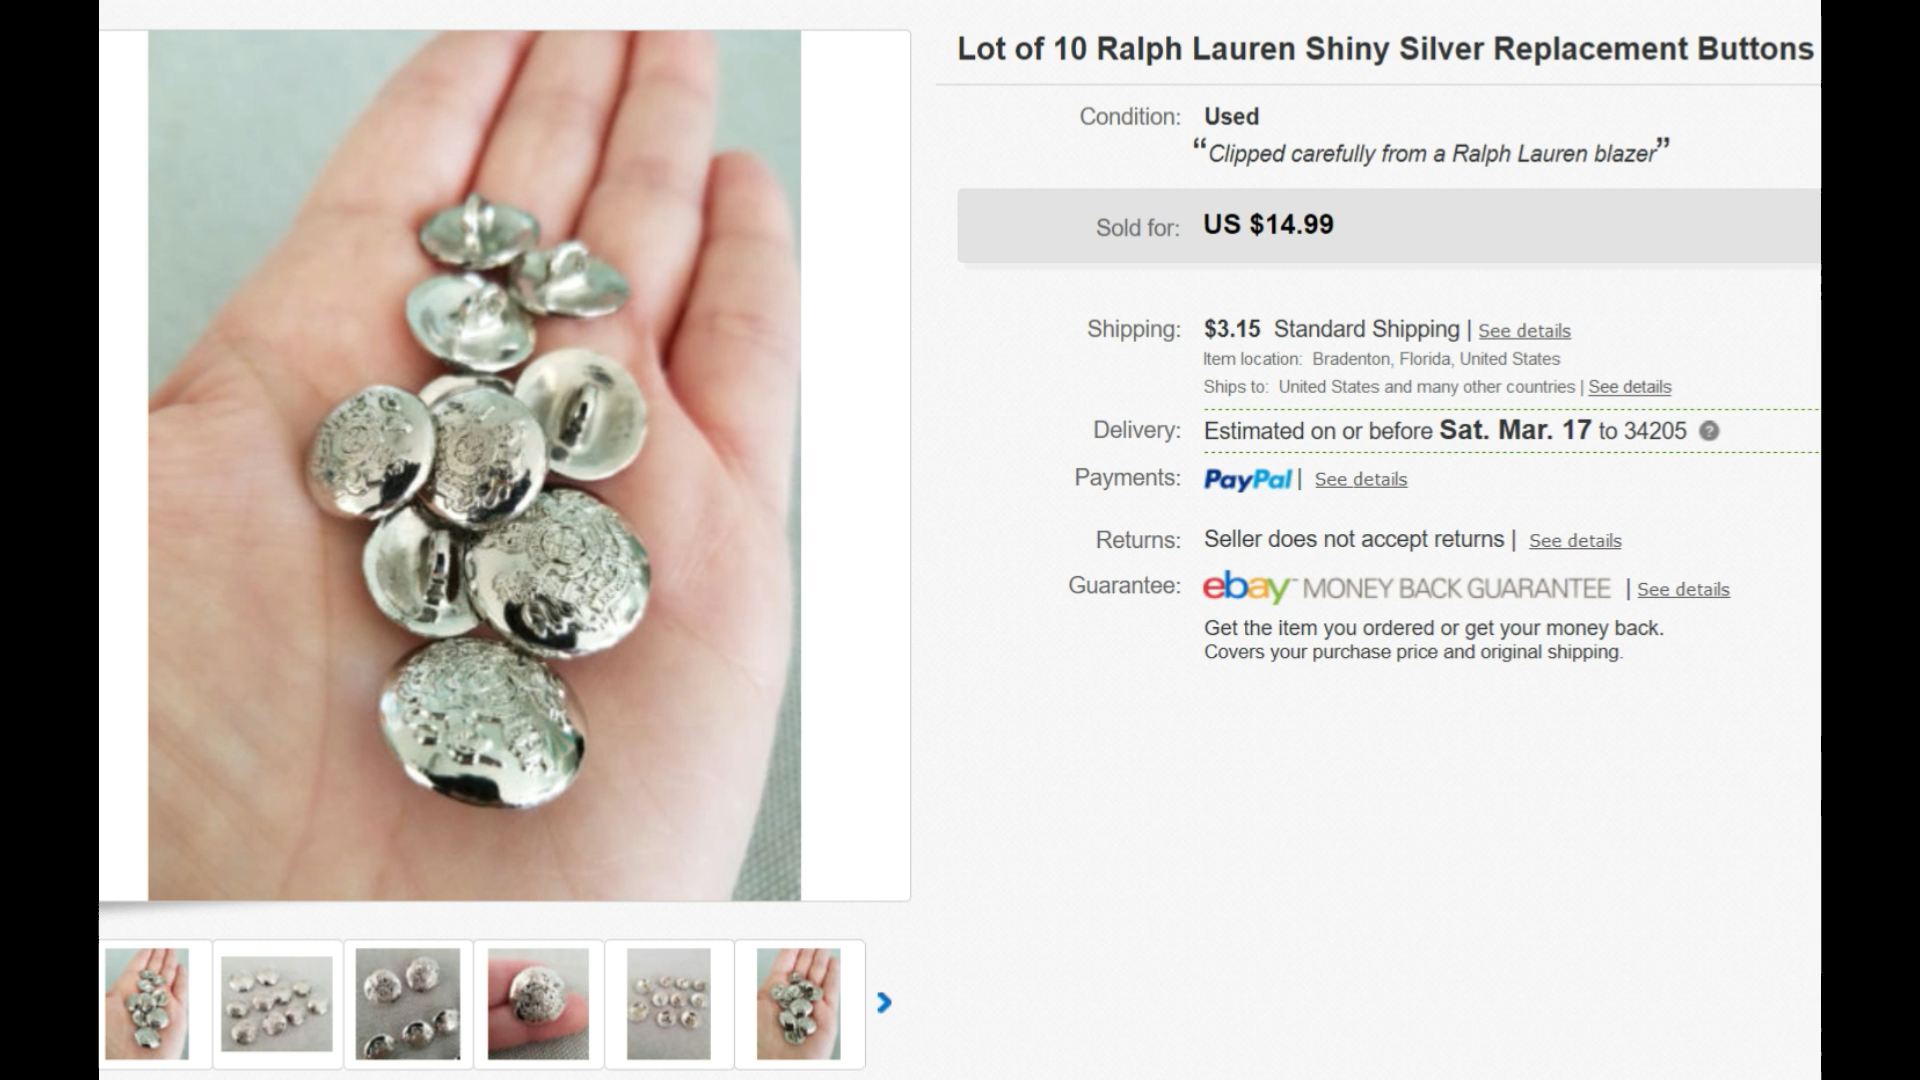 Lot of 10 Ralph Lauren Shiny Silver Replacement Buttons
Condition: Used
“Clipped carefully from a Ralph Lauren blazer”
Sold for: US $14.99
Shipping: $3.15 Standard Shipping | See details
Item location: Bradenton, Florida, United States
Ships to: United States and many other countries | See details
Delivery: Estimated on or before Sat. Mar. 17 to 34205 ?
Payments: PayPal | See details
Returns: Seller does not accept returns | See details
Guarantee: ebay™ MONEY BACK GUARANTEE | See details
Get the item you ordered or get your money back.
Covers your purchase price and original shipping.